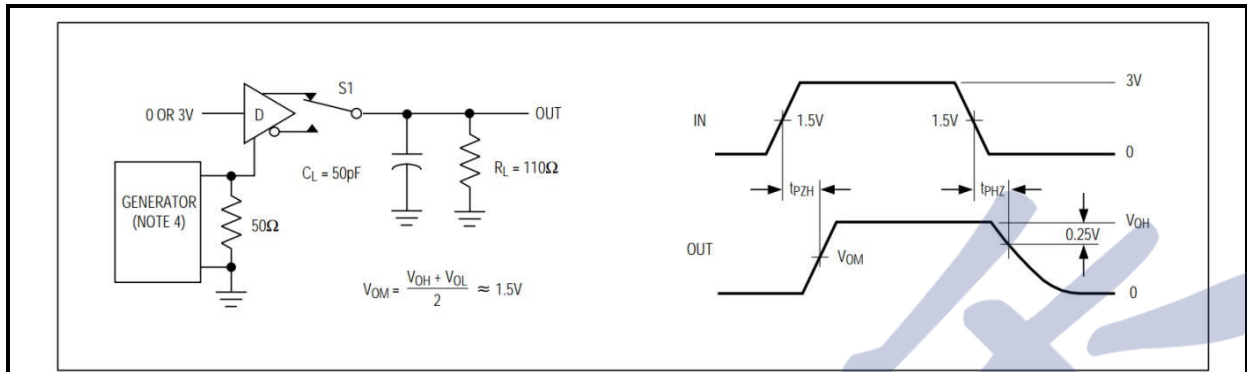 S1
0 OR 3V
D
OUT
C_L = 50pF
R_L = 110Ω
GENERATOR
(NOTE 4)
50Ω
V_OM = (V_OH + V_OL) / 2 ≈ 1.5V
3V
IN
1.5V
1.5V
0
t_PZH
t_PHZ
V_OH
0.25V
OUT
V_OM
0